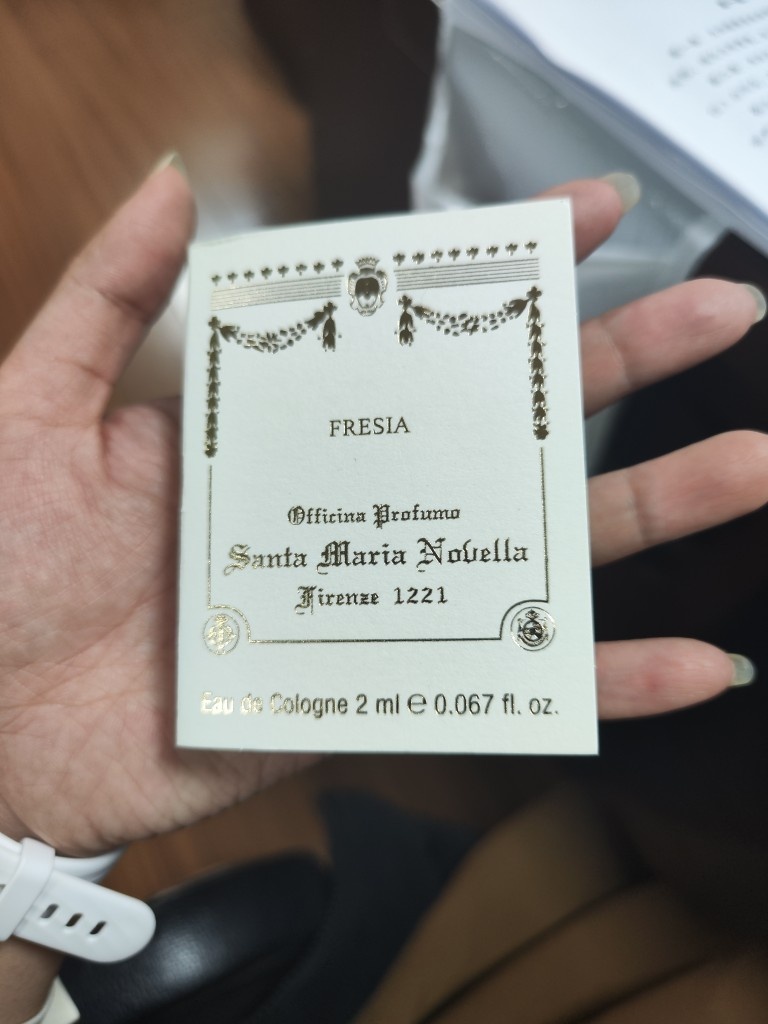 FRESIA
Officina Profumo
Santa Maria Novella
Firenze 1221
Eau de Cologne 2 ml ℮ 0.067 fl. oz.